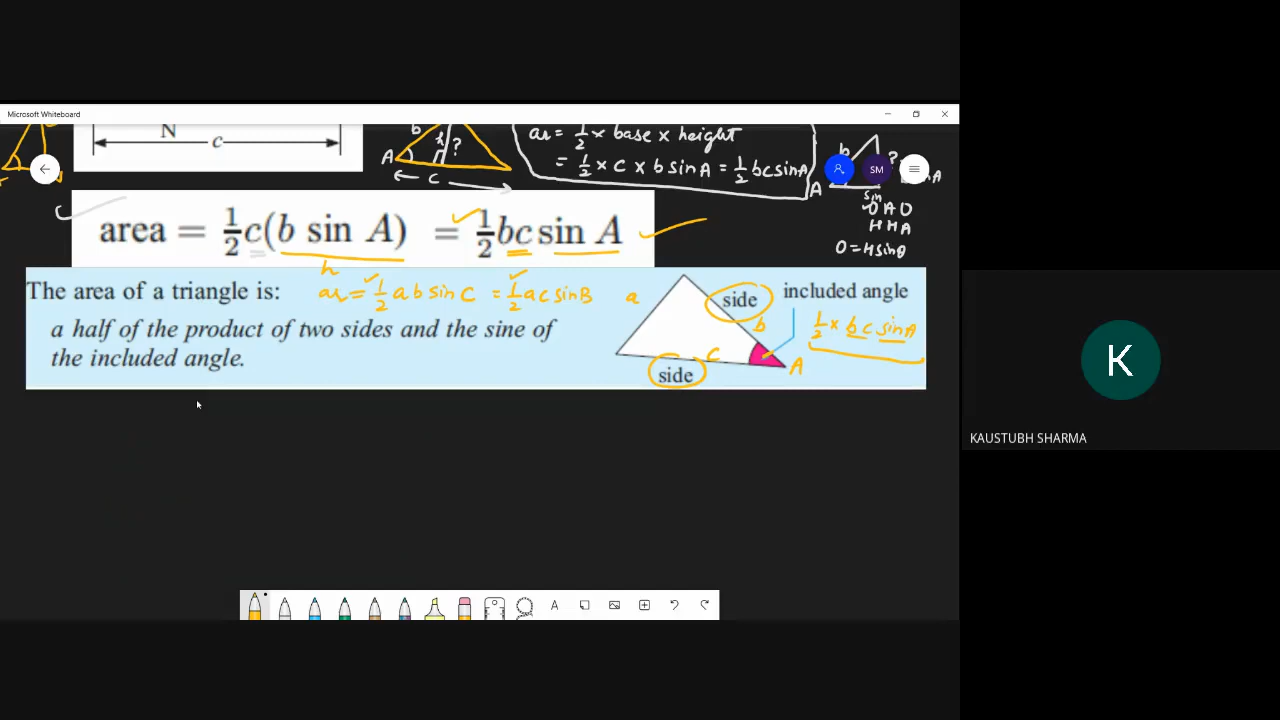 Microsoft Whiteboard
N
c
b
h
?
A
c
ar = 1/2 × base × height
= 1/2 × c × b sin A = 1/2 bc sin A
b
?
A
SM
sin
O A O
H H A
O = H sinθ
area = 1/2 c(b sin A) = 1/2 bc sin A
h
The area of a triangle is:
ar = 1/2 a b sin C = 1/2 a c sin B
a half of the product of two sides and the sine of
the included angle.
a
side
b
included angle
1/2 × b c sin A
c
side
A
K
KAUSTUBH SHARMA
A